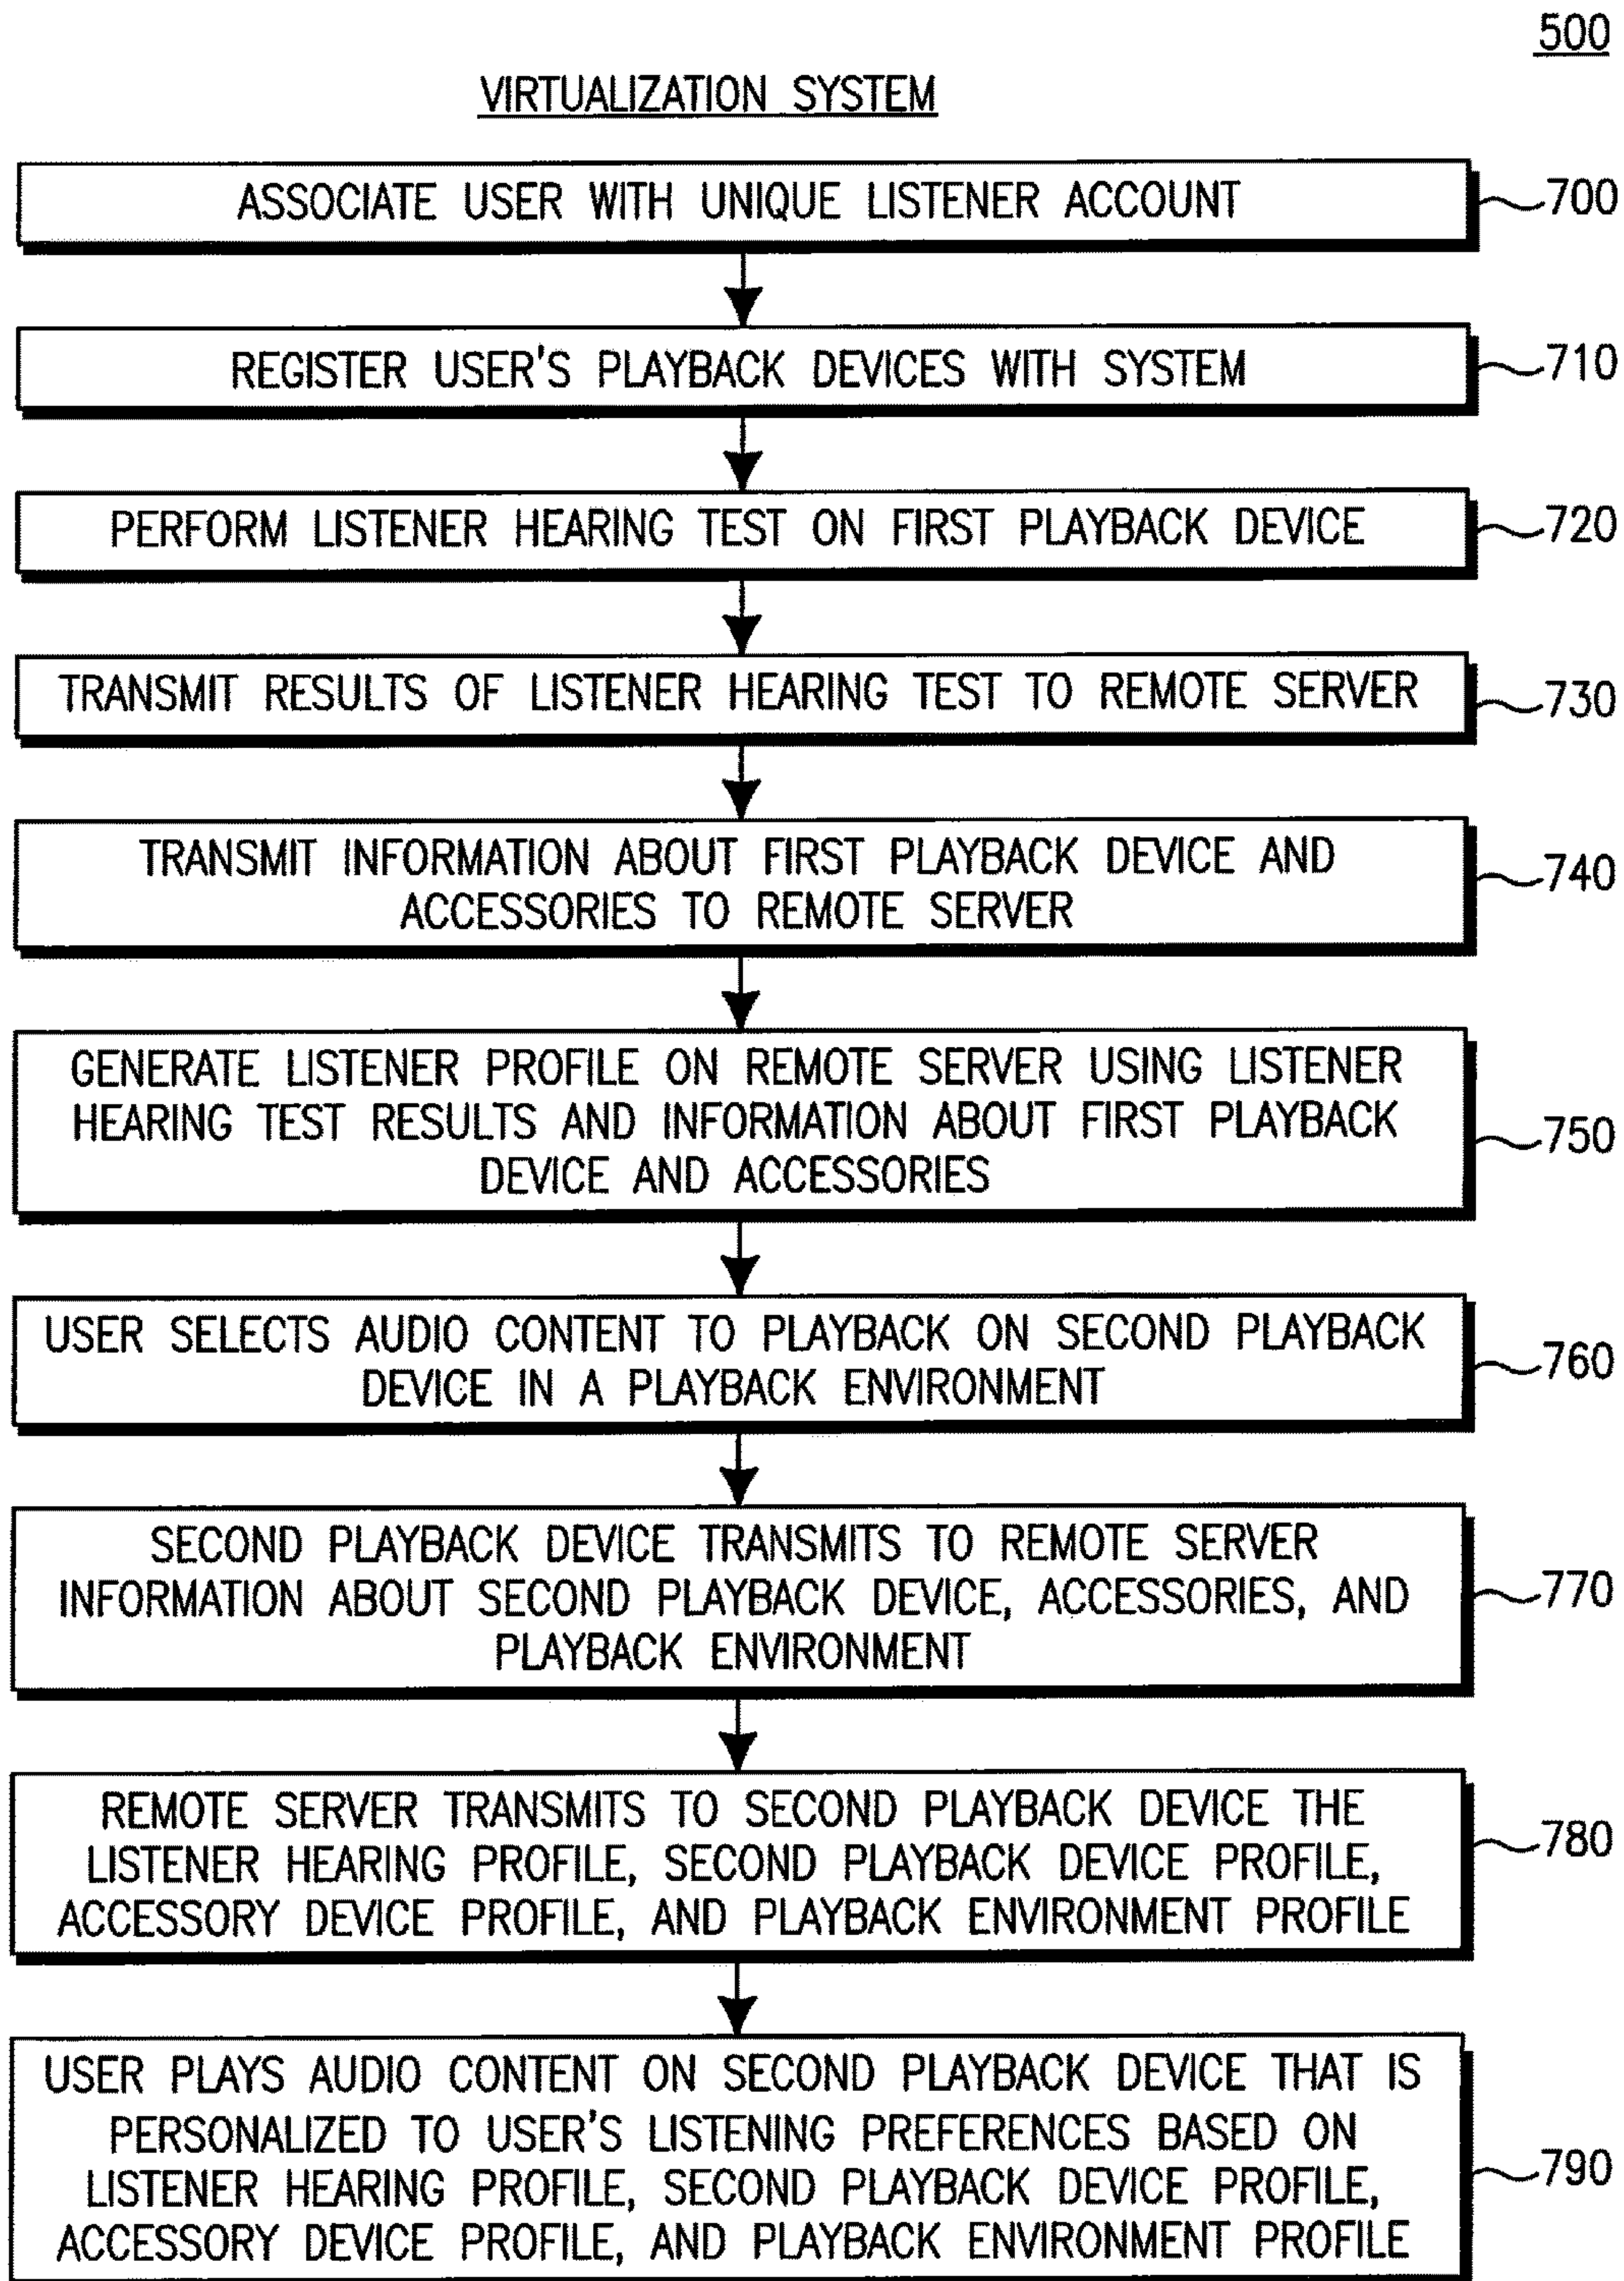 500
VIRTUALIZATION SYSTEM
ASSOCIATE USER WITH UNIQUE LISTENER ACCOUNT
700
REGISTER USER'S PLAYBACK DEVICES WITH SYSTEM
710
PERFORM LISTENER HEARING TEST ON FIRST PLAYBACK DEVICE
720
TRANSMIT RESULTS OF LISTENER HEARING TEST TO REMOTE SERVER
730
TRANSMIT INFORMATION ABOUT FIRST PLAYBACK DEVICE AND
ACCESSORIES TO REMOTE SERVER
740
GENERATE LISTENER PROFILE ON REMOTE SERVER USING LISTENER
HEARING TEST RESULTS AND INFORMATION ABOUT FIRST PLAYBACK
DEVICE AND ACCESSORIES
750
USER SELECTS AUDIO CONTENT TO PLAYBACK ON SECOND PLAYBACK
DEVICE IN A PLAYBACK ENVIRONMENT
760
SECOND PLAYBACK DEVICE TRANSMITS TO REMOTE SERVER
INFORMATION ABOUT SECOND PLAYBACK DEVICE, ACCESSORIES, AND
PLAYBACK ENVIRONMENT
770
REMOTE SERVER TRANSMITS TO SECOND PLAYBACK DEVICE THE
LISTENER HEARING PROFILE, SECOND PLAYBACK DEVICE PROFILE,
ACCESSORY DEVICE PROFILE, AND PLAYBACK ENVIRONMENT PROFILE
780
USER PLAYS AUDIO CONTENT ON SECOND PLAYBACK DEVICE THAT IS
PERSONALIZED TO USER'S LISTENING PREFERENCES BASED ON
LISTENER HEARING PROFILE, SECOND PLAYBACK DEVICE PROFILE,
ACCESSORY DEVICE PROFILE, AND PLAYBACK ENVIRONMENT PROFILE
790